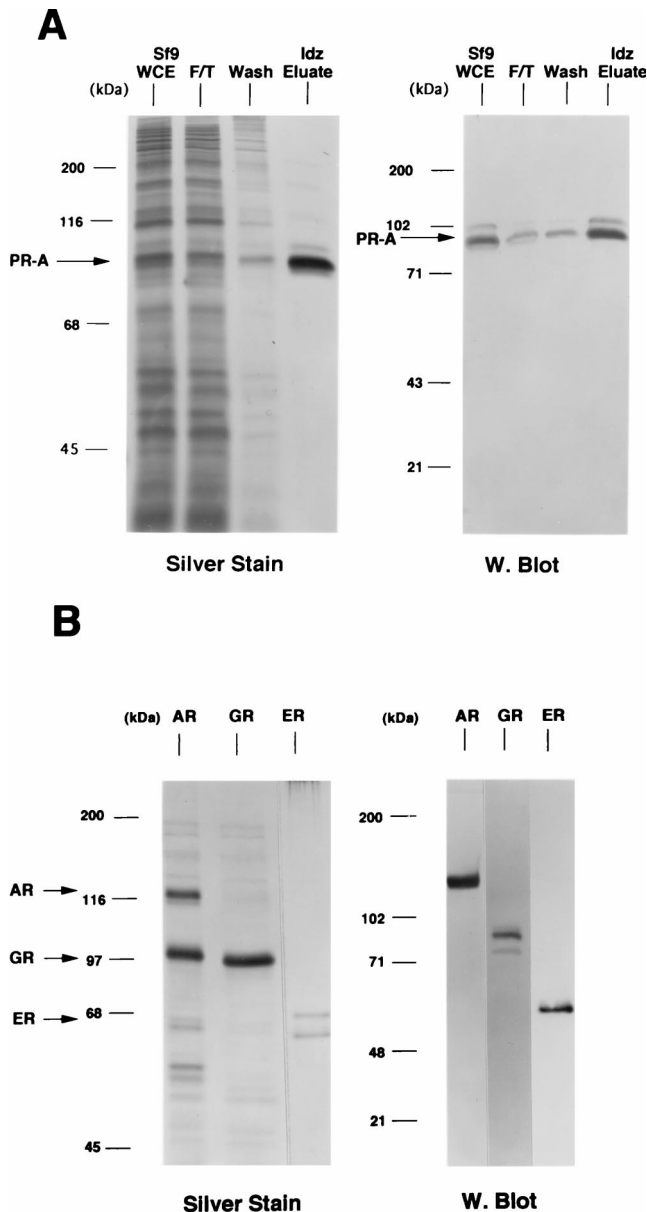 A
Sf9 Idz
WCE F/T Wash Eluate
(kDa)
200
116
PR-A
68
45
Silver Stain
Sf9 Idz
WCE F/T Wash Eluate
(kDa)
200
102
PR-A
71
43
21
W. Blot
B
(kDa) AR GR ER
200
AR
116
GR
97
ER
68
45
Silver Stain
(kDa) AR GR ER
200
102
71
48
21
W. Blot